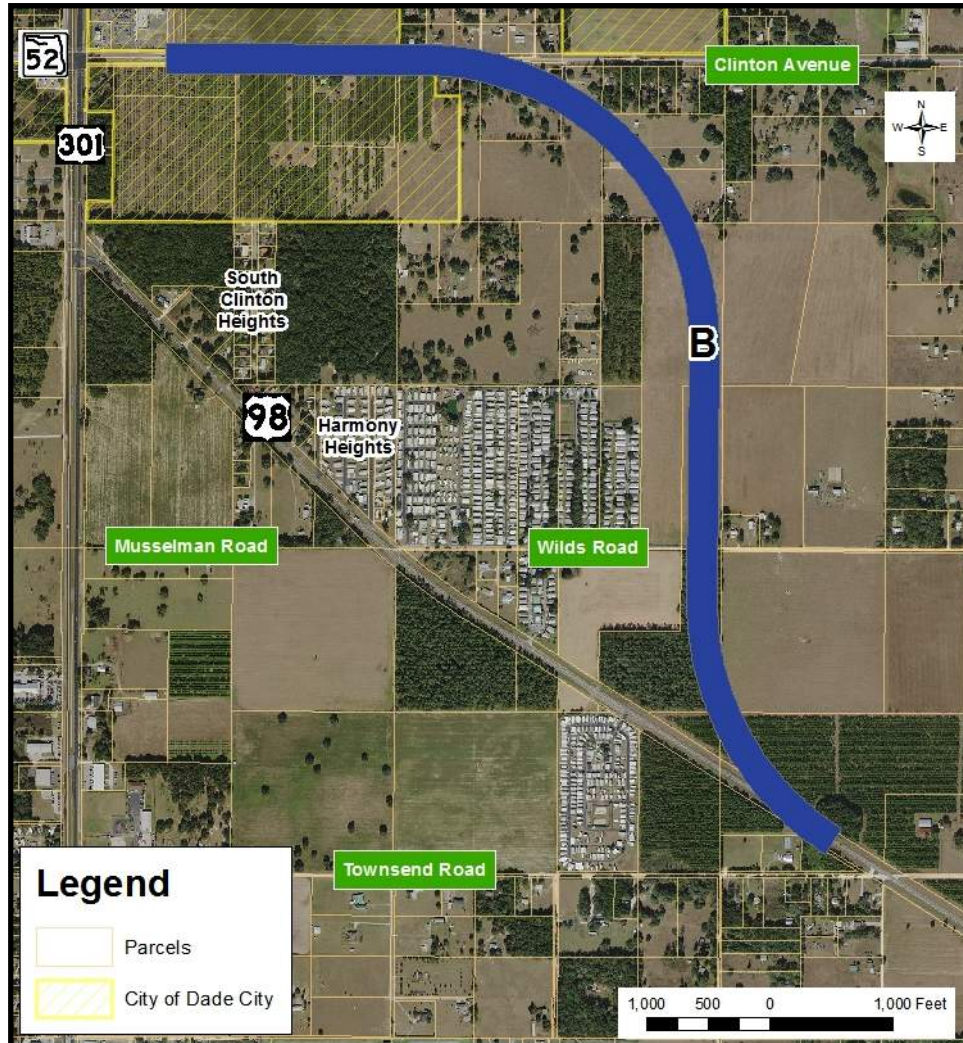 52
Clinton Avenue
N
W E
S
301
South
Clinton
Heights
B
98
Harmony
Heights
Musselman Road
Wilds Road
Townsend Road
Legend
Parcels
City of Dade City
1,000 500 0 1,000 Feet